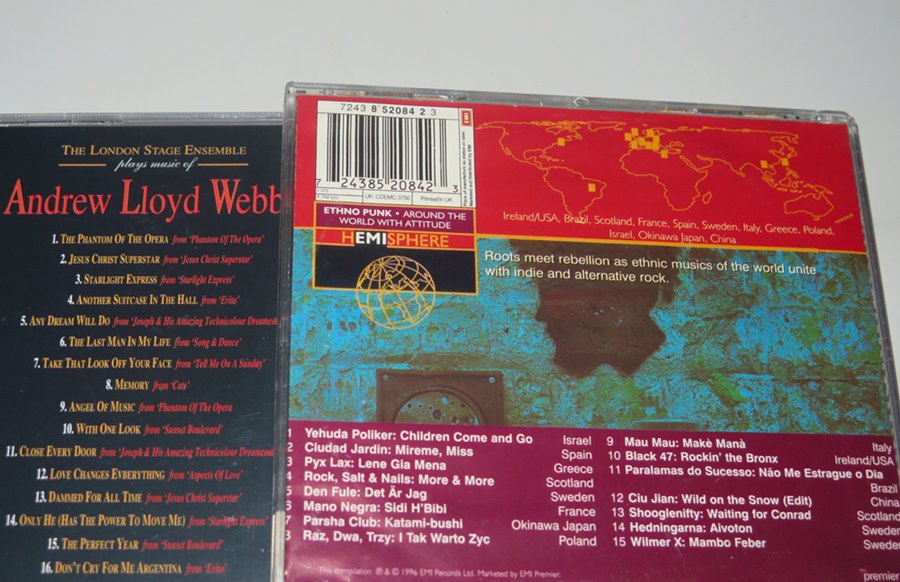 THE LONDON STAGE ENSEMBLE
plays music of
Andrew Lloyd Webb
1. THE PHANTOM OF THE OPERA from 'Phantom Of The Opera'
2. JESUS CHRIST SUPERSTAR from 'Jesus Christ Superstar'
3. STARLIGHT EXPRESS from 'Starlight Express'
4. ANOTHER SUITCASE IN THE HALL from 'Evita'
5. ANY DREAM WILL DO from 'Joseph & His Amazing Technicolour Dreamcoa
6. THE LAST MAN IN MY LIFE from 'Song & Dance'
7. TAKE THAT LOOK OFF YOUR FACE from 'Tell Me On A Sunday'
8. MEMORY from 'Cats'
9. ANGEL OF MUSIC from 'Phantom Of The Opera
10. WITH ONE LOOK from 'Sunset Boulevard'
11. CLOSE EVERY DOOR from 'Joseph & His Amazing Technicolour Dreamcoat
12. LOVE CHANGES EVBERYTHING from 'Aspects Of Love'
13. DAMMED FOR ALL TIME from 'Jesus Christ Superstar'
14. ONLY HE (HAS THE POWER TO MOVE ME) from 'Starlight Express'
15. THE PERFECT YEAR from 'Sunset Boulevard'
16. DON'T CRY FOR ME ARGENTINA from 'Evita'
7243 8 52084 2 3
EMI
7 24385 20842 3
UK: CDEMC 3750 Printed in UK
ETHNO PUNK • AROUND THE
WORLD WITH ATTITUDE
HEMISPHERE
Ireland/USA, Brazil, Scotland, France, Spain, Sweden, Italy, Greece, Poland,
Israel, Okinawa Japan, China
Roots meet rebellion as ethnic musics of the world unite
with indie and alternative rock.
1 Yehuda Poliker: Children Come and Go Israel
2 Ciudad Jardin: Mireme, Miss Spain
3 Pyx Lax: Lene Gia Mena Greece
4 Rock, Salt & Nails: More & More Scotland
5 Den Fule: Det Är Jag Sweden
6 Mano Negra: Sidi H'Bibi France
7 Parsha Club: Katami-bushi Okinawa Japan
8 Raz, Dwa, Trzy: I Tak Warto Zyc Poland
9 Mau Mau: Makè Manà Italy
10 Black 47: Rockin' the Bronx Ireland/USA
11 Paralamas do Sucesso: Não Me Estrague o Dia
Brazil
12 Ciu Jian: Wild on the Snow (Edit) China
13 Shooglenifty: Waiting for Conrad Scotland
14 Hedningarna: Aivoton Sweden
15 Wilmer X: Mambo Feber Sweden
This compilation ℗ & © 1996 EMI Records Ltd. Marketed by EMI Premier.
premier